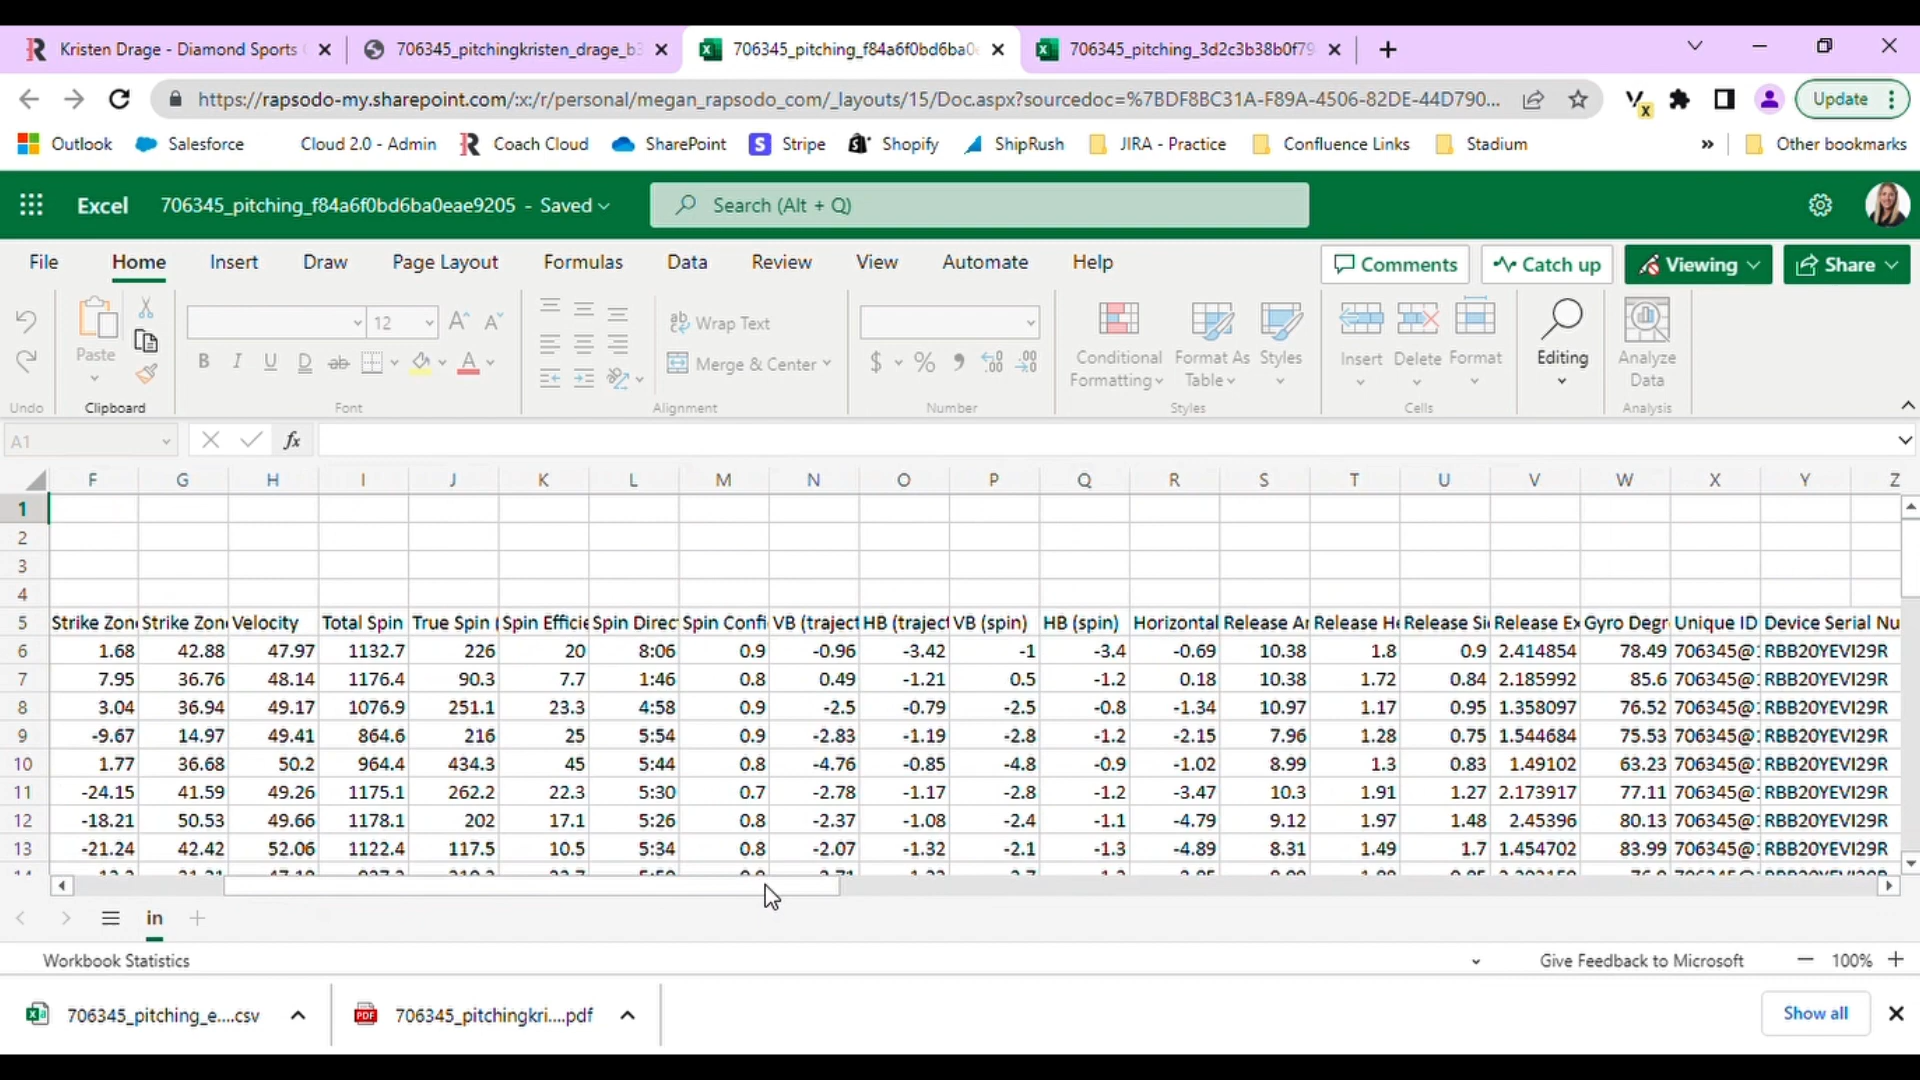 Kristen Drage - Diamond Sports
706345_pitchingkristen_drage_b3
706345_pitching_f84a6f0bd6ba0e
706345_pitching_3d2c3b38b0f79
https://rapsodo-my.sharepoint.com/:x:/r/personal/megan_rapsodo_com/_layouts/15/Doc.aspx?sourcedoc=%7BDF8BC31A-F89A-4506-82DE-44D790... Update
Outlook Salesforce Cloud 2.0 - Admin Coach Cloud SharePoint Stripe Shopify ShipRush JIRA - Practice Confluence Links Stadium » Other bookmarks
Excel 706345_pitching_f84a6f0bd6ba0eae9205 - Saved Search (Alt + Q)
File Home Insert Draw Page Layout Formulas Data Review View Automate Help Comments Catch up Viewing Share
12 Wrap Text
Paste B I U D ab A Merge & Center $ % Conditional Formatting Format As Table Styles Insert Delete Format Editing Analyze Data
Undo Clipboard Font Alignment Number Styles Cells Analysis
A1 fx
F G H I J K L M N O P Q R S T U V W X Y Z
1
2
3
4
5 Strike Zon Strike Zon Velocity Total Spin True Spin ( Spin Efficie Spin Direc Spin Confi VB (traject HB (traject VB (spin) HB (spin) Horizontal Release Ar Release He Release Si Release Ex Gyro Degr Unique ID Device Serial Nu
6 1.68 42.88 47.97 1132.7 226 20 8:06 0.9 -0.96 -3.42 -1 -3.4 -0.69 10.38 1.8 0.9 2.414854 78.49 706345@ RBB20YEVI29R
7 7.95 36.76 48.14 1176.4 90.3 7.7 1:46 0.8 0.49 -1.21 0.5 -1.2 0.18 10.38 1.72 0.84 2.185992 85.6 706345@ RBB20YEVI29R
8 3.04 36.94 49.17 1076.9 251.1 23.3 4:58 0.9 -2.5 -0.79 -2.5 -0.8 -1.34 10.97 1.17 0.95 1.358097 76.52 706345@ RBB20YEVI29R
9 -9.67 14.97 49.41 864.6 216 25 5:54 0.9 -2.83 -1.19 -2.8 -1.2 -2.15 7.96 1.28 0.75 1.544684 75.53 706345@ RBB20YEVI29R
10 1.77 36.68 50.2 964.4 434.3 45 5:44 0.8 -4.76 -0.85 -4.8 -0.9 -1.02 8.99 1.3 0.83 1.49102 63.23 706345@ RBB20YEVI29R
11 -24.15 41.59 49.26 1175.1 262.2 22.3 5:30 0.7 -2.78 -1.17 -2.8 -1.2 -3.47 10.3 1.91 1.27 2.173917 77.11 706345@ RBB20YEVI29R
12 -18.21 50.53 49.66 1178.1 202 17.1 5:26 0.8 -2.37 -1.08 -2.4 -1.1 -4.79 9.12 1.97 1.48 2.45396 80.13 706345@ RBB20YEVI29R
13 -21.24 42.42 52.06 1122.4 117.5 10.5 5:34 0.8 -2.07 -1.32 -2.1 -1.3 -4.89 8.31 1.49 1.7 1.454702 83.99 706345@ RBB20YEVI29R
in
Workbook Statistics Give Feedback to Microsoft 100%
706345_pitching_e....csv 706345_pitchingkri....pdf Show all